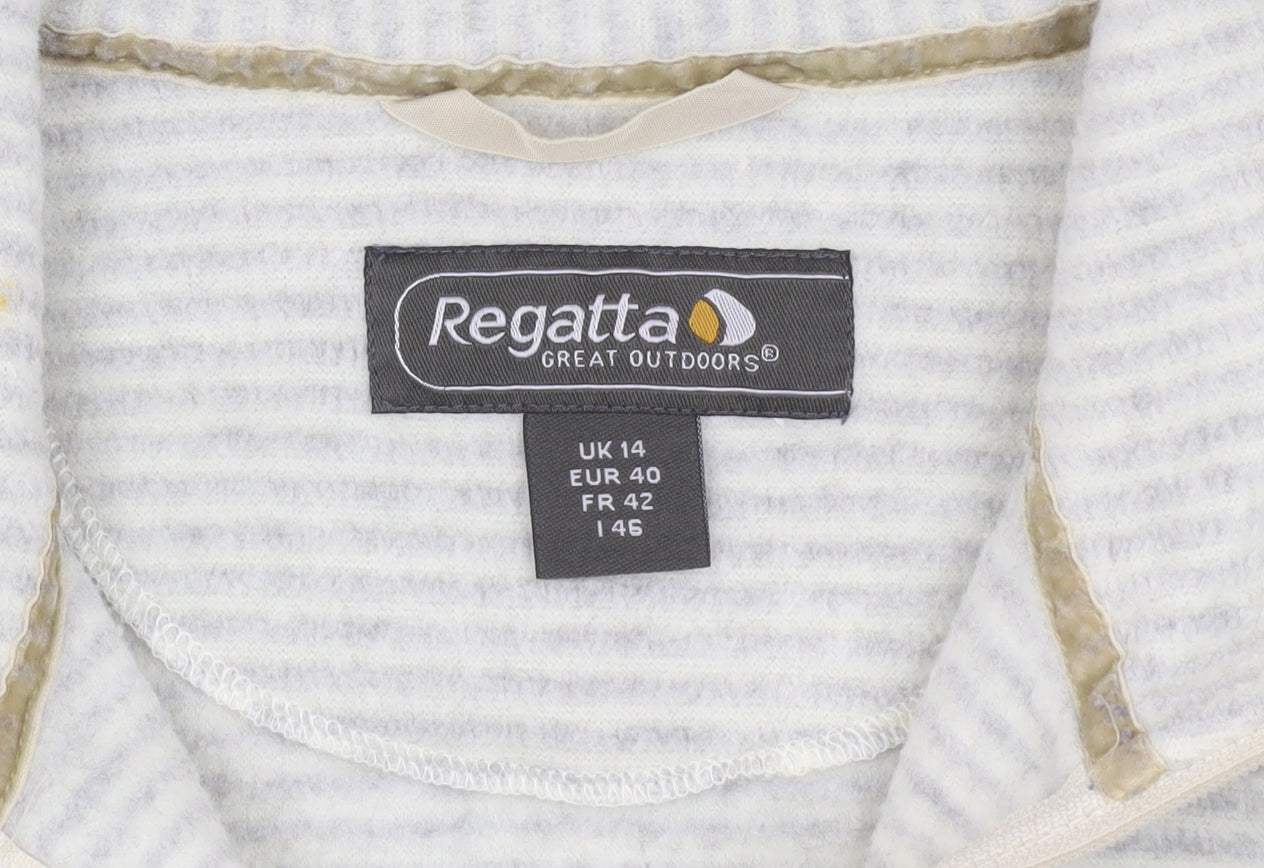 Regatta
GREAT OUTDOORS®
UK 14
EUR 40
FR 42
I 46